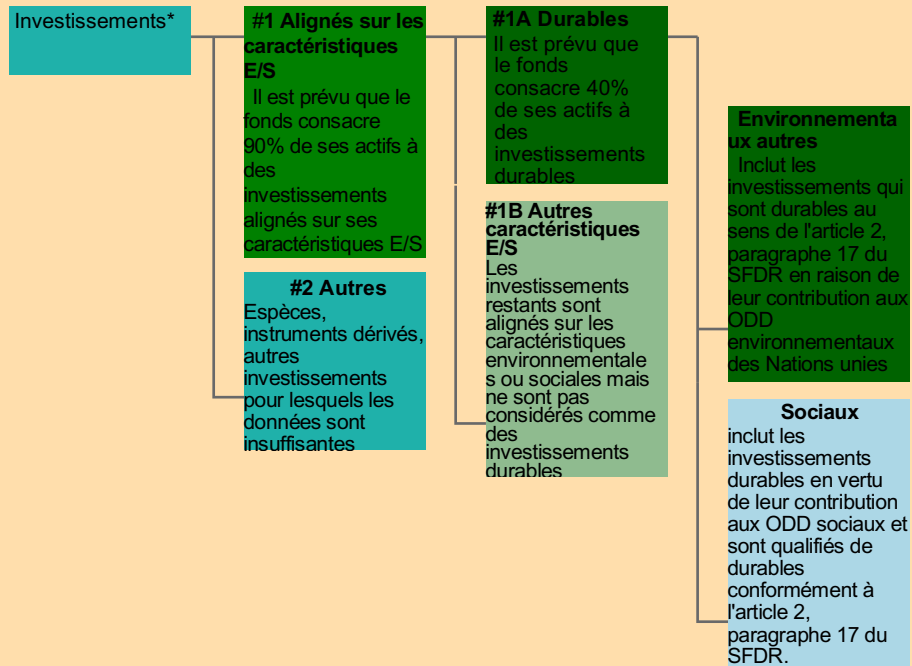 Investissements*
#1 Alignés sur les
caractéristiques
E/S
Il est prévu que le
fonds consacre
90% de ses actifs à
des
investissements
alignés sur ses
caractéristiques E/S
#2 Autres
Espèces,
instruments dérivés,
autres
investissements
pour lesquels les
données sont
insuffisantes
#1A Durables
Il est prévu que
le fonds
consacre 40%
de ses actifs à
des
investissements
durables
#1B Autres
caractéristiques
E/S
Les
investissements
restants sont
alignés sur les
caractéristiques
environnementale
s ou sociales mais
ne sont pas
considérés comme
des
investissements
durables
Environnementa
ux autres
Inclut les
investissements qui
sont durables au
sens de l'article 2,
paragraphe 17 du
SFDR en raison de
leur contribution aux
ODD
environnementaux
des Nations unies
Sociaux
inclut les
investissements
durables en vertu
de leur contribution
aux ODD sociaux et
sont qualifiés de
durables
conformément à
l'article 2,
paragraphe 17 du
SFDR.